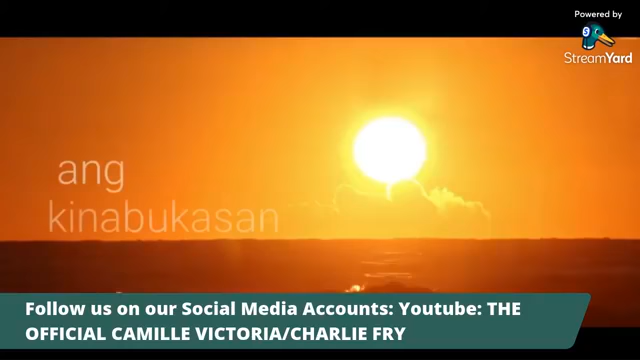 Powered by
StreamYard
ang
kinabukasan
Follow us on our Social Media Accounts: Youtube: THE
OFFICIAL CAMILLE VICTORIA/CHARLIE FRY